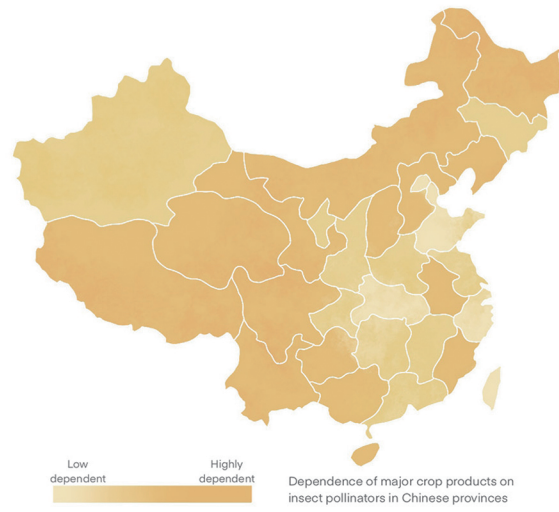 Low
dependent
Highly
dependent
Dependence of major crop products on
insect pollinators in Chinese provinces